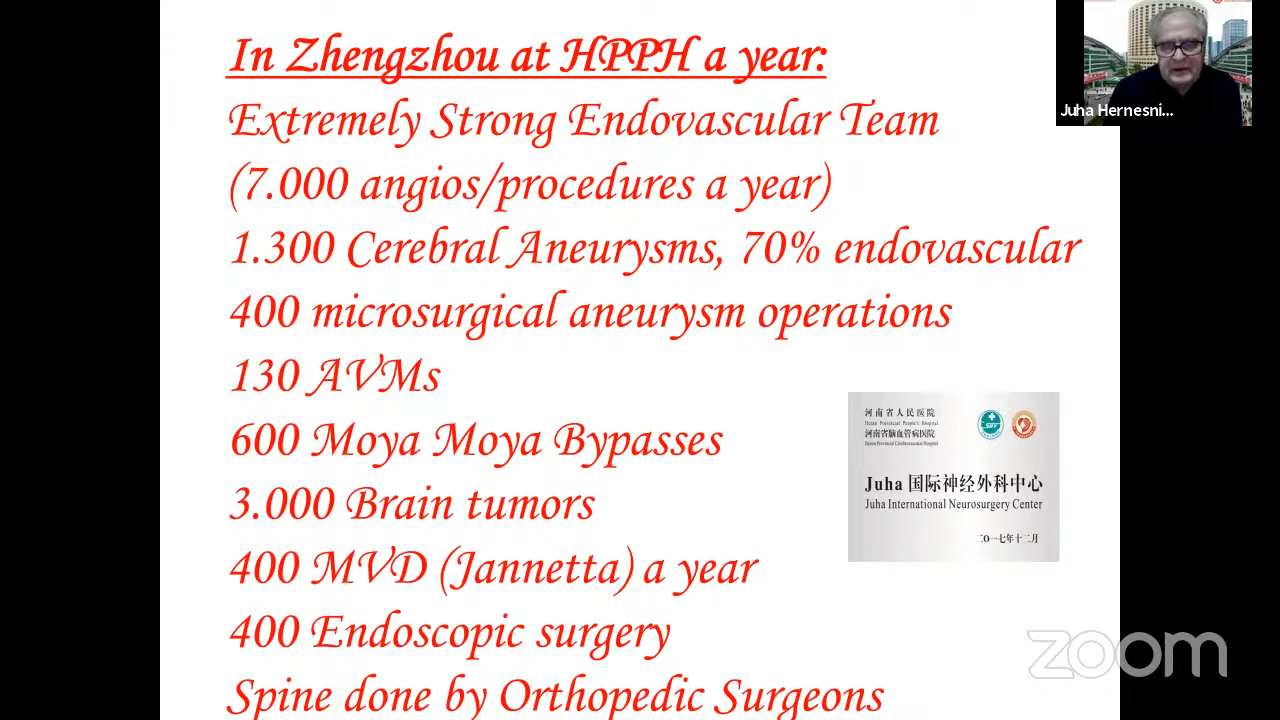 In Zhengzhou at HPPH a year:
Extremely Strong Endovascular Team
(7.000 angios/procedures a year)
1.300 Cerebral Aneurysms, 70% endovascular
400 microsurgical aneurysm operations
130 AVMs
600 Moya Moya Bypasses
3.000 Brain tumors
400 MVD (Jannetta) a year
400 Endoscopic surgery
Spine done by Orthopedic Surgeons
河南省人民医院
Henan Provincial People's Hospital
河南省脑血管病医院
Henan Provincial Cerebrovascular Hospital
Juha 国际神经外科中心
Juha International Neurosurgery Center
二〇一七年十二月
Juha Hernesni...
zoom